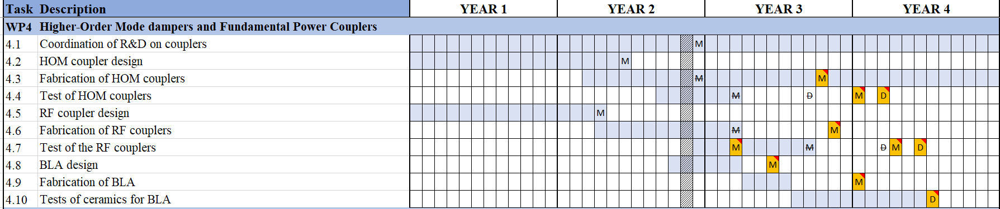 Task Description YEAR 1 YEAR 2 YEAR 3 YEAR 4
WP4 Higher-Order Mode dampers and Fundamental Power Couplers
4.1 Coordination of R&D on couplers M
4.2 HOM coupler design M
4.3 Fabrication of HOM couplers M M
4.4 Test of HOM couplers M D M D
4.5 RF coupler design M
4.6 Fabrication of RF couplers M M
4.7 Test of the RF couplers M M D M D
4.8 BLA design M
4.9 Fabrication of BLA M
4.10 Tests of ceramics for BLA D